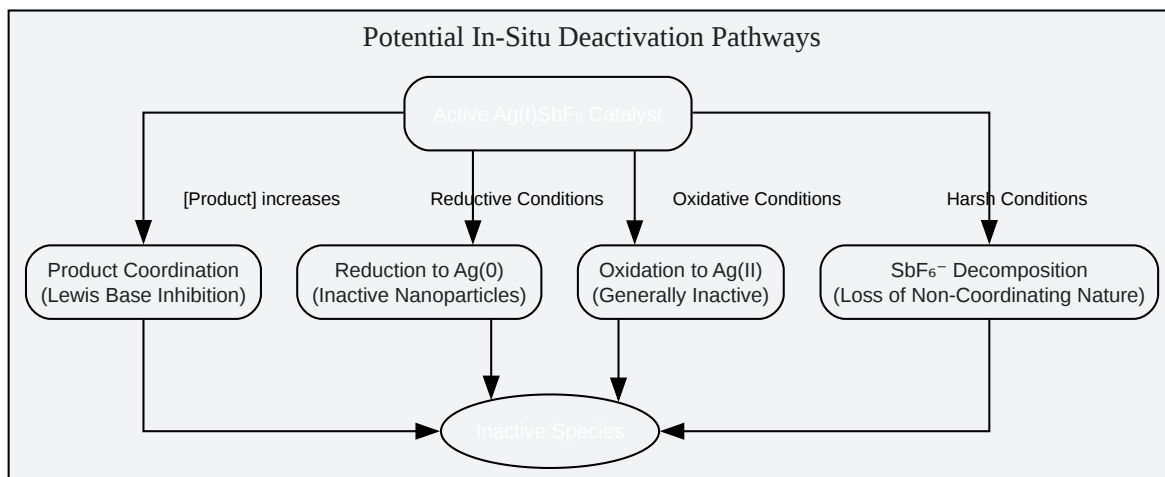 Potential In-Situ Deactivation Pathways
Active Ag(I)SbF₆ Catalyst
[Product] increases
Reductive Conditions
Oxidative Conditions
Harsh Conditions
Product Coordination
(Lewis Base Inhibition)
Reduction to Ag(0)
(Inactive Nanoparticles)
Oxidation to Ag(II)
(Generally Inactive)
SbF₆⁻ Decomposition
(Loss of Non-Coordinating Nature)
Inactive Species